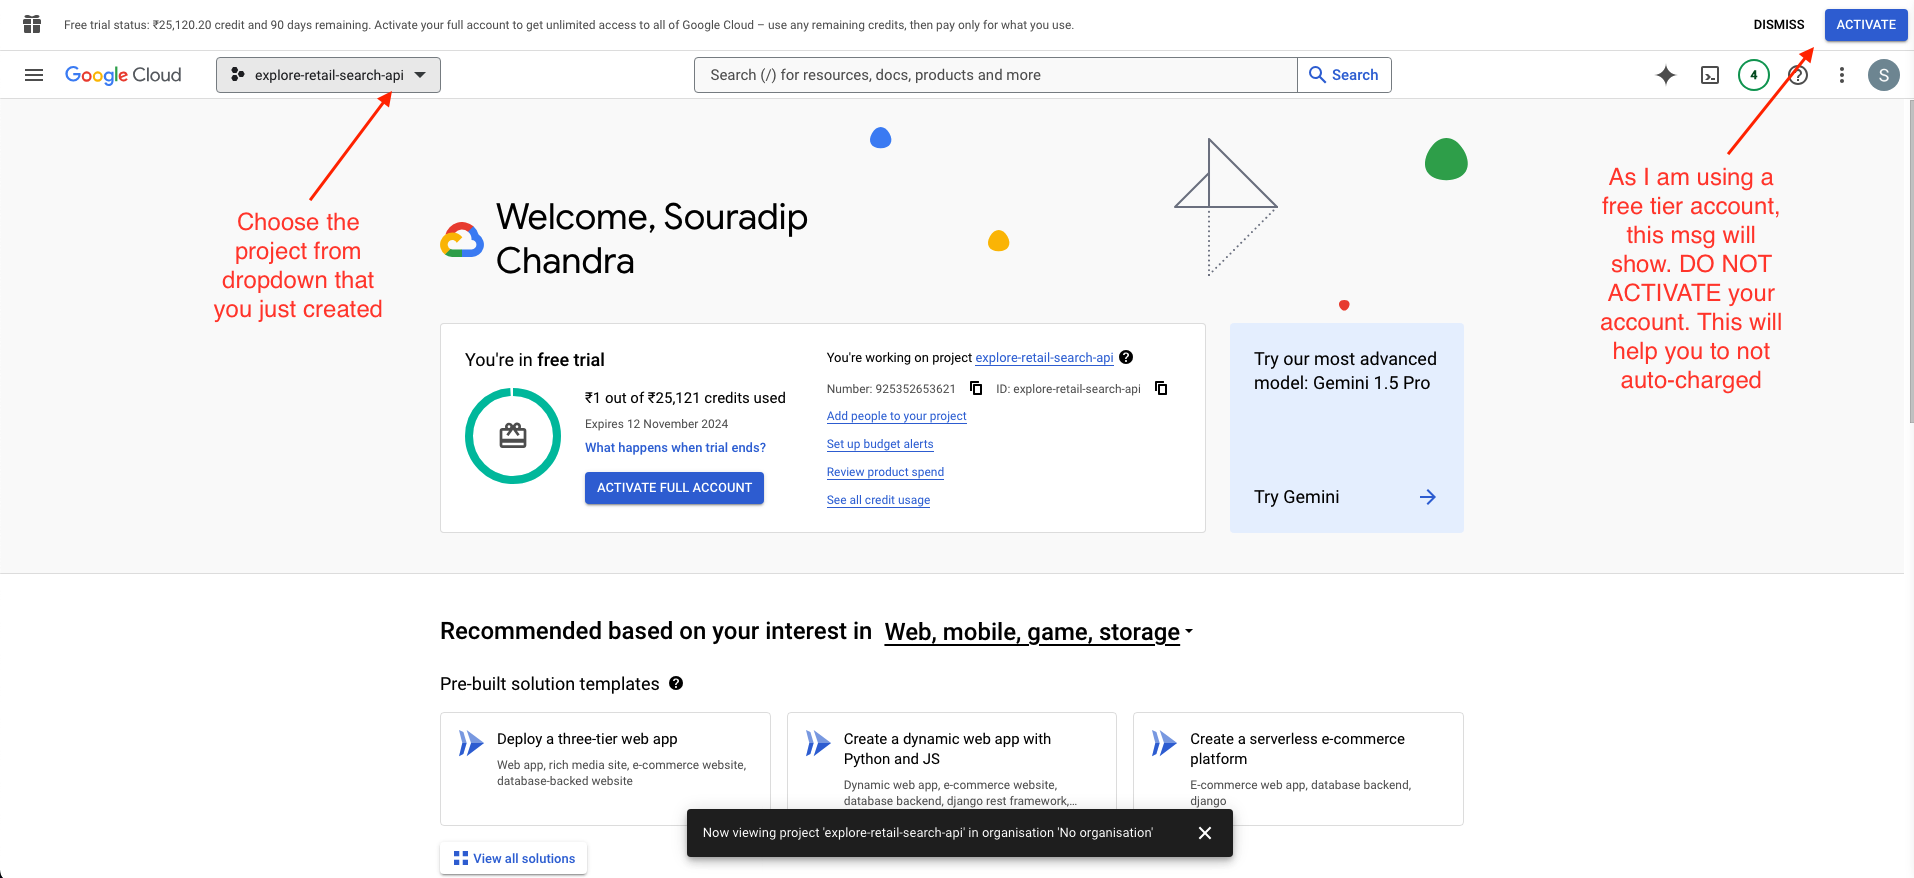 Free trial status: ₹25,120.20 credit and 90 days remaining. Activate your full account to get unlimited access to all of Google Cloud – use any remaining credits, then pay only for what you use.
DISMISS
ACTIVATE
Google Cloud
explore-retail-search-api
Search (/) for resources, docs, products and more
Search
4
S
Choose the
project from
dropdown that
you just created
As I am using a
free tier account,
this msg will
show. DO NOT
ACTIVATE your
account. This will
help you to not
auto-charged
Welcome, Souradip
Chandra
You're in free trial
₹1 out of ₹25,121 credits used
Expires 12 November 2024
What happens when trial ends?
ACTIVATE FULL ACCOUNT
You're working on project explore-retail-search-api
Number: 925352653621 ID: explore-retail-search-api
Add people to your project
Set up budget alerts
Review product spend
See all credit usage
Try our most advanced
model: Gemini 1.5 Pro
Try Gemini
Recommended based on your interest in Web, mobile, game, storage
Pre-built solution templates
Deploy a three-tier web app
Web app, rich media site, e-commerce website,
database-backed website
Create a dynamic web app with
Python and JS
Dynamic web app, e-commerce website,
database backend, django rest framework,...
Create a serverless e-commerce
platform
E-commerce web app, database backend,
django
Now viewing project 'explore-retail-search-api' in organisation 'No organisation'
View all solutions